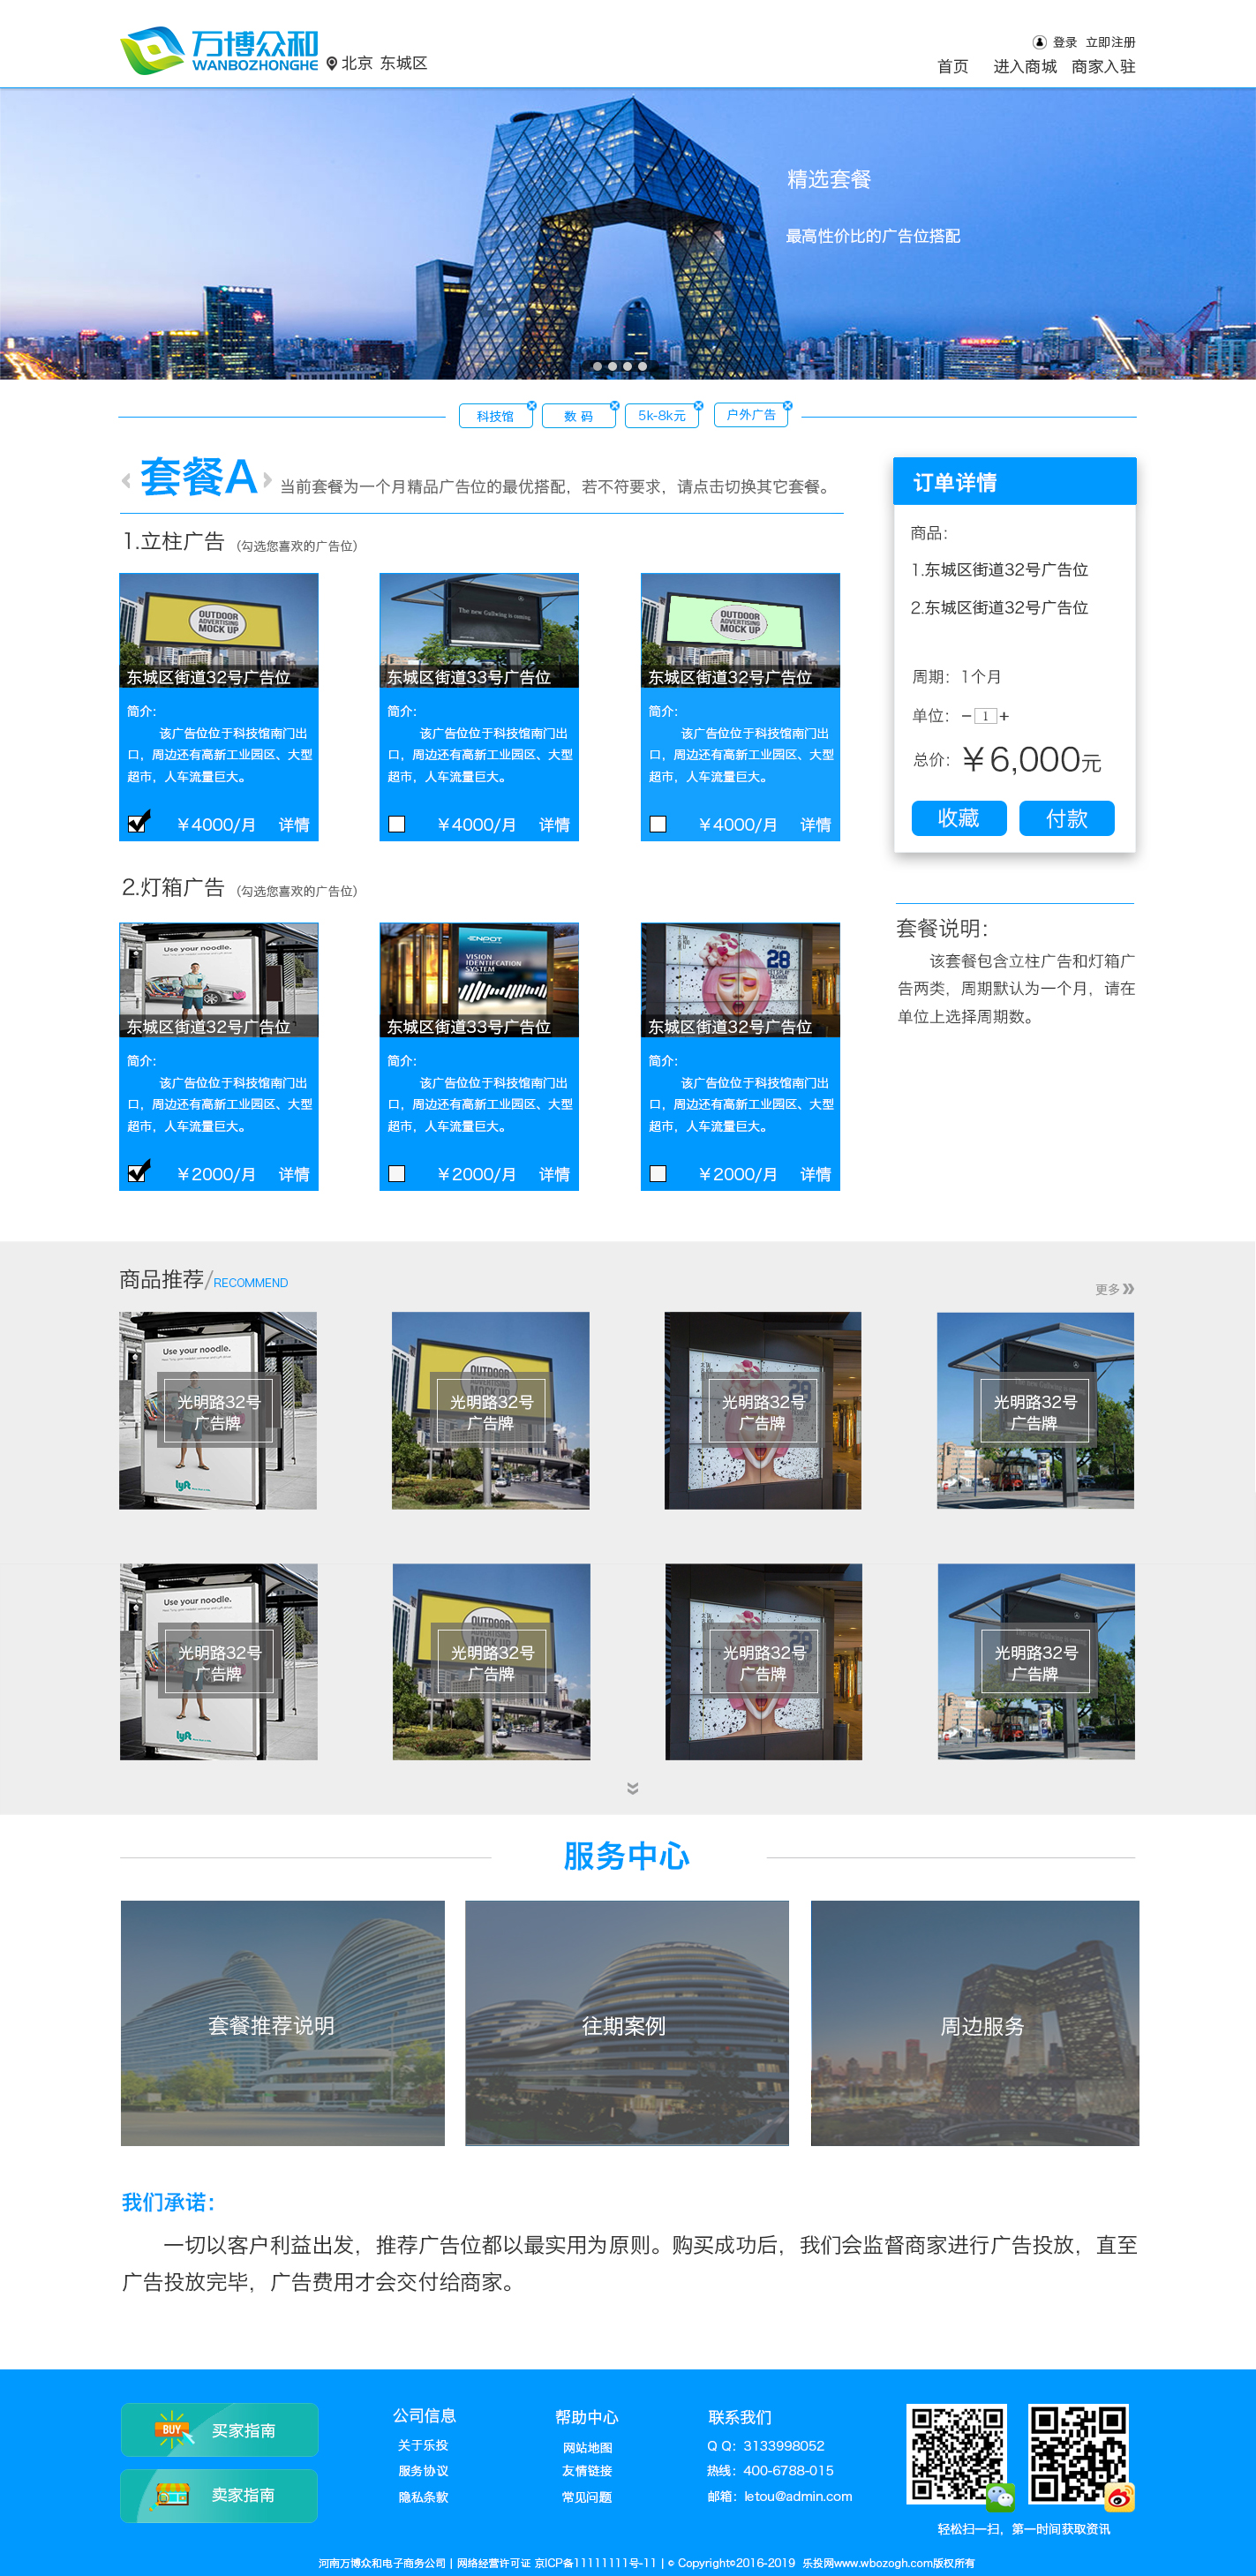 万博众和
WANBOZHONGHE
北京 东城区
登录 立即注册
首页 进入商城 商家入驻
精选套餐
最高性价比的广告位搭配
科技馆 数 码 5k-8k元 户外广告
套餐A 当前套餐为一个月精品广告位的最优搭配，若不符要求，请点击切换其它套餐。
1.立柱广告 （勾选您喜欢的广告位）
OUTDOOR
ADVERTISING
MOCK UP
东城区街道32号广告位
简介：
该广告位位于科技馆南门出
口，周边还有高新工业园区、大型
超市，人车流量巨大。
￥4000/月 详情
The new Gullwing is coming.
东城区街道33号广告位
简介：
该广告位位于科技馆南门出
口，周边还有高新工业园区、大型
超市，人车流量巨大。
￥4000/月 详情
OUTDOOR
ADVERTISING
MOCK UP
东城区街道32号广告位
简介：
该广告位位于科技馆南门出
口，周边还有高新工业园区、大型
超市，人车流量巨大。
￥4000/月 详情
2.灯箱广告 （勾选您喜欢的广告位）
Use your noodle.
东城区街道32号广告位
简介：
该广告位位于科技馆南门出
口，周边还有高新工业园区、大型
超市，人车流量巨大。
￥2000/月 详情
ENPOT
VISION
IDENTIFCATION
SYSTEM
东城区街道33号广告位
简介：
该广告位位于科技馆南门出
口，周边还有高新工业园区、大型
超市，人车流量巨大。
￥2000/月 详情
28
东城区街道32号广告位
简介：
该广告位位于科技馆南门出
口，周边还有高新工业园区、大型
超市，人车流量巨大。
￥2000/月 详情
订单详情
商品：
1.东城区街道32号广告位
2.东城区街道32号广告位
周期：1个月
单位：－ 1 +
总价：￥6,000元
收藏 付款
套餐说明：
该套餐包含立柱广告和灯箱广
告两类，周期默认为一个月，请在
单位上选择周期数。
商品推荐/RECOMMEND
更多
Use your noodle.
光明路32号
广告牌
lyft
OUTDOOR
光明路32号
广告牌
光明路32号
广告牌
光明路32号
广告牌
Use your noodle.
光明路32号
广告牌
lyft
OUTDOOR
光明路32号
广告牌
光明路32号
广告牌
光明路32号
广告牌
服务中心
套餐推荐说明
往期案例
周边服务
我们承诺：
一切以客户利益出发，推荐广告位都以最实用为原则。购买成功后，我们会监督商家进行广告投放，直至
广告投放完毕，广告费用才会交付给商家。
BUY 买家指南
卖家指南
公司信息
关于乐投
服务协议
隐私条款
帮助中心
网站地图
友情链接
常见问题
联系我们
Q Q：3133998052
热线：400-6788-015
邮箱：letou@admin.com
轻松扫一扫，第一时间获取资讯
河南万博众和电子商务公司 | 网络经营许可证 京ICP备11111111号-11 | © Copyright©2016-2019 乐投网www.wbozogh.com版权所有